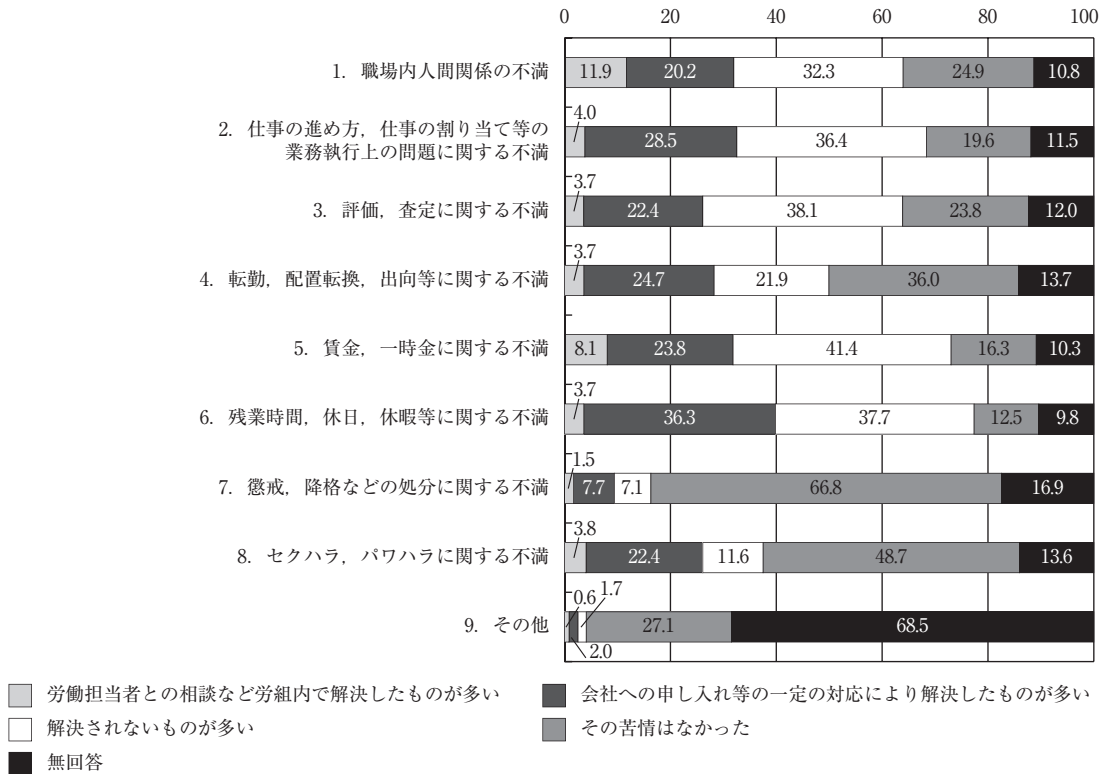 0 20 40 60 80 100
1. 職場内人間関係の不満 11.9 20.2 32.3 24.9 10.8
2. 仕事の進め方，仕事の割り当て等の
業務執行上の問題に関する不満 4.0 28.5 36.4 19.6 11.5
3. 評価，査定に関する不満 3.7 22.4 38.1 23.8 12.0
4. 転勤，配置転換，出向等に関する不満 3.7 24.7 21.9 36.0 13.7
5. 賃金，一時金に関する不満 8.1 23.8 41.4 16.3 10.3
6. 残業時間，休日，休暇等に関する不満 3.7 36.3 37.7 12.5 9.8
7. 懲戒，降格などの処分に関する不満 1.5 7.7 7.1 66.8 16.9
8. セクハラ，パワハラに関する不満 3.8 22.4 11.6 48.7 13.6
9. その他 0.6 2.0 1.7 27.1 68.5
労働担当者との相談など労組内で解決したものが多い 会社への申し入れ等の一定の対応により解決したものが多い
解決されないものが多い その苦情はなかった
無回答